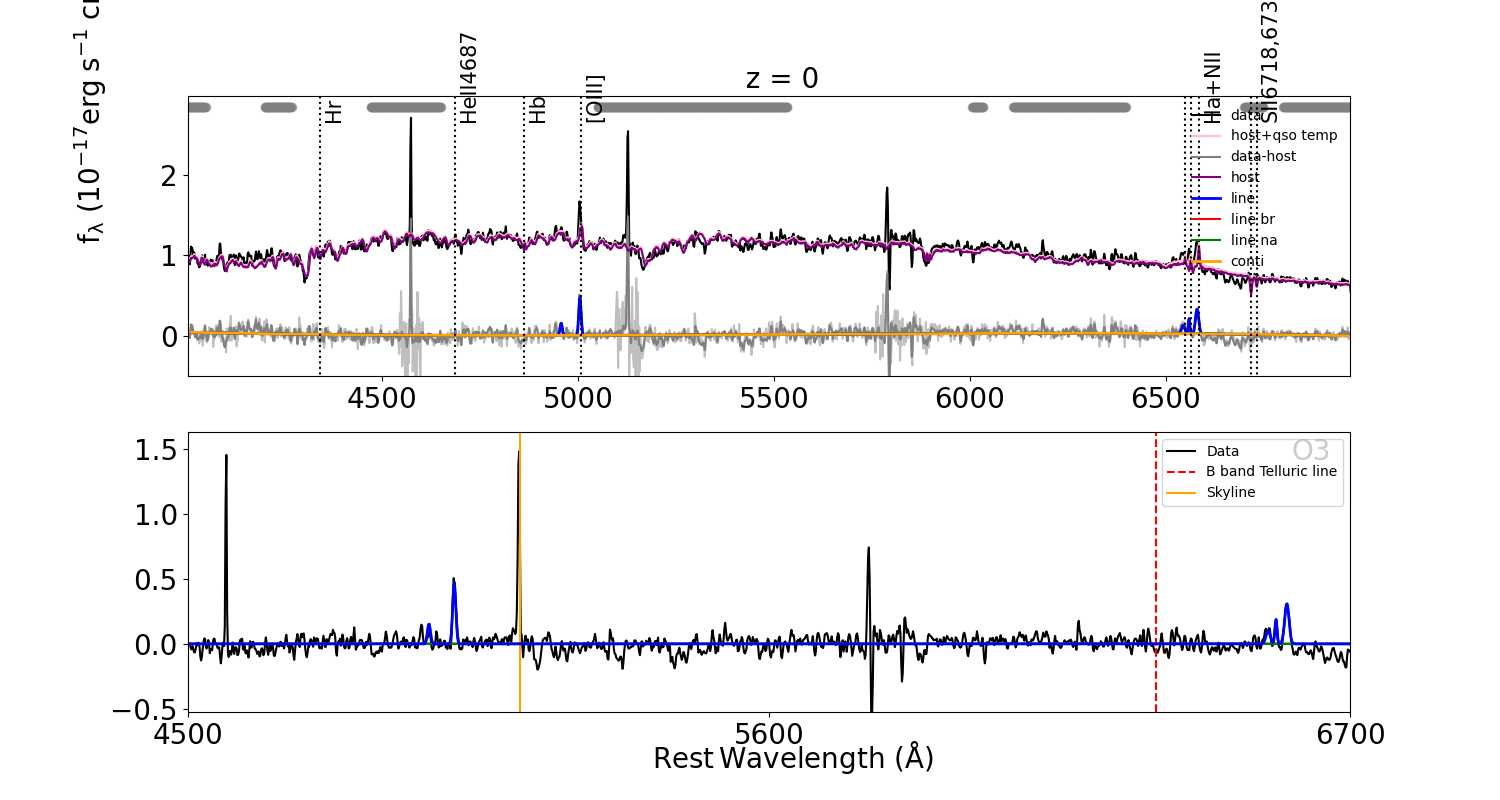 z = 0
f_λ (10^−17 erg s^−1 c
Hr
HeII4687
Hb
[OIII]
Ha+NII
SII6718,673
data
host+qso temp
data-host
host
line
line br
line na
conti
2
1
0
4500 5000 5500 6000 6500
O3
Data
B band Telluric line
Skyline
1.5
1.0
0.5
0.0
−0.5
4500 5600 6700
Rest Wavelength (Å)